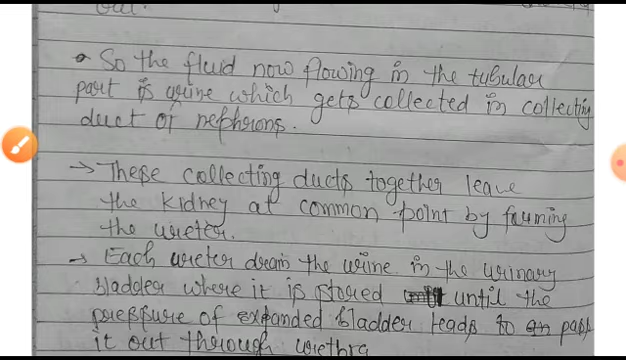 out.
• So the fluid now flowing in the tubular
part is urine which gets collected in collecting
duct of nephrons.
→ These collecting ducts together leave
the kidney at common point by forming
the ureter.
→ Each ureter drain the urine in the urinary
bladder where it is stored until the
pressure of expanded bladder leads to pass
it out through urethra